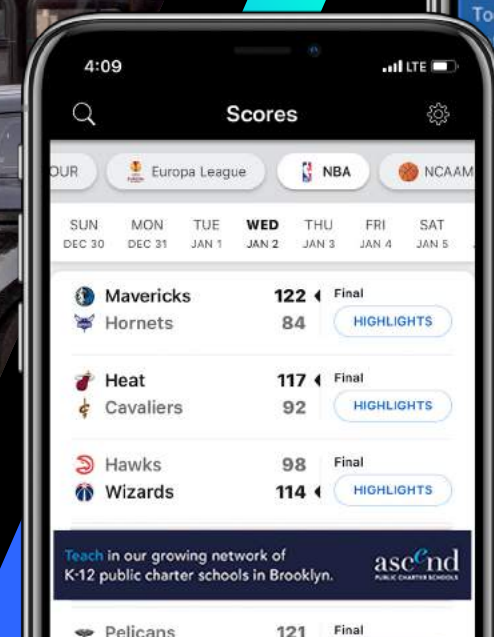 To
4:09
LTE
Scores
OUR
Europa League
NBA
NCAAM
SUN MON TUE WED THU FRI SAT
DEC 30 DEC 31 JAN 1 JAN 2 JAN 3 JAN 4 JAN 5
Mavericks 122 Final
Hornets 84 HIGHLIGHTS
Heat 117 Final
Cavaliers 92 HIGHLIGHTS
Hawks 98 Final
Wizards 114 HIGHLIGHTS
Teach in our growing network of
K-12 public charter schools in Brooklyn.
ascend
PUBLIC CHARTER SCHOOLS
Pelicans 121 Final